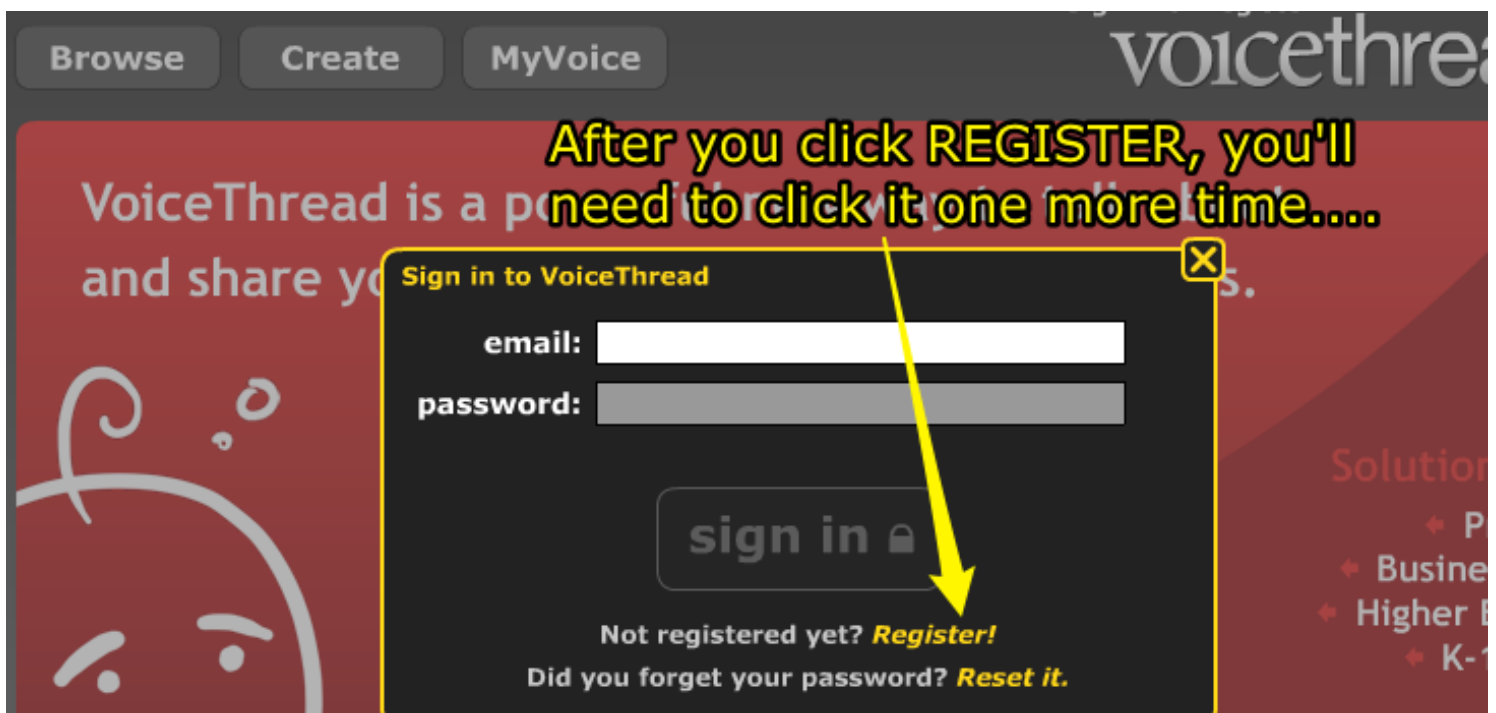 Browse Create MyVoice
voicethrea
After you click REGISTER, you'll
need to click it one more time....
VoiceThread is a
and share
s.
Sign in to VoiceThread
email:
password:
sign in
Not registered yet? Register!
Did you forget your password? Reset it.
Solution
Busine
Higher E
K-1